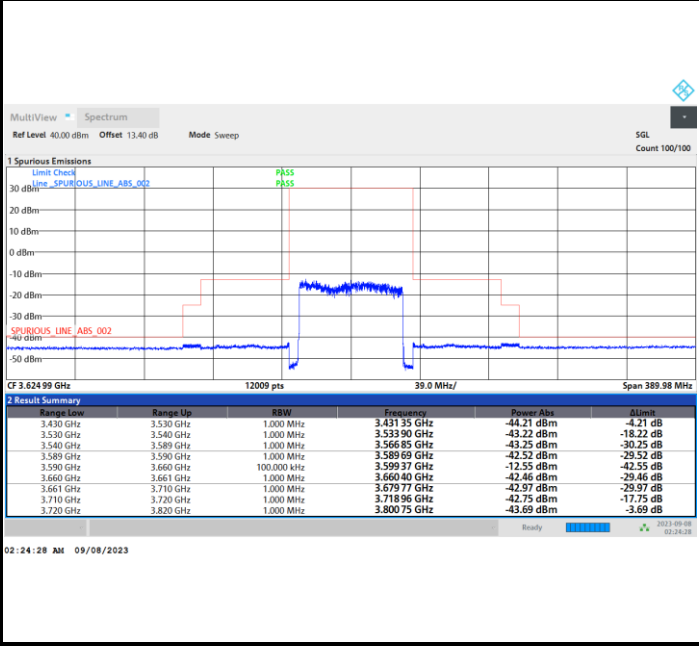 MultiView Spectrum
Ref Level 40.00 dBm Offset 13.40 dB Mode Sweep SGL
Count 100/100
1 Spurious Emissions
Limit Check PASS
Line _SPURIOUS_LINE_ABS_002 PASS
30 dBm
20 dBm
10 dBm
0 dBm
-10 dBm
-20 dBm
-30 dBm
_SPURIOUS_LINE_ABS_002
-40 dBm
-50 dBm
CF 3.624 99 GHz 12009 pts 39.0 MHz/ Span 389.98 MHz
2 Result Summary
Range Low Range Up RBW Frequency Power Abs ΔLimit
3.430 GHz 3.530 GHz 1.000 MHz 3.431 35 GHz -44.21 dBm -4.21 dB
3.530 GHz 3.540 GHz 1.000 MHz 3.533 90 GHz -43.22 dBm -18.22 dB
3.540 GHz 3.589 GHz 1.000 MHz 3.566 85 GHz -43.25 dBm -30.25 dB
3.589 GHz 3.590 GHz 1.000 MHz 3.589 69 GHz -42.52 dBm -29.52 dB
3.590 GHz 3.660 GHz 100.000 kHz 3.599 37 GHz -12.55 dBm -42.55 dB
3.660 GHz 3.661 GHz 1.000 MHz 3.660 40 GHz -42.46 dBm -29.46 dB
3.661 GHz 3.710 GHz 1.000 MHz 3.679 77 GHz -42.97 dBm -29.97 dB
3.710 GHz 3.720 GHz 1.000 MHz 3.718 96 GHz -42.75 dBm -17.75 dB
3.720 GHz 3.820 GHz 1.000 MHz 3.800 75 GHz -43.69 dBm -3.69 dB
Ready 2023-09-08
02:24:28
02:24:28 AM 09/08/2023